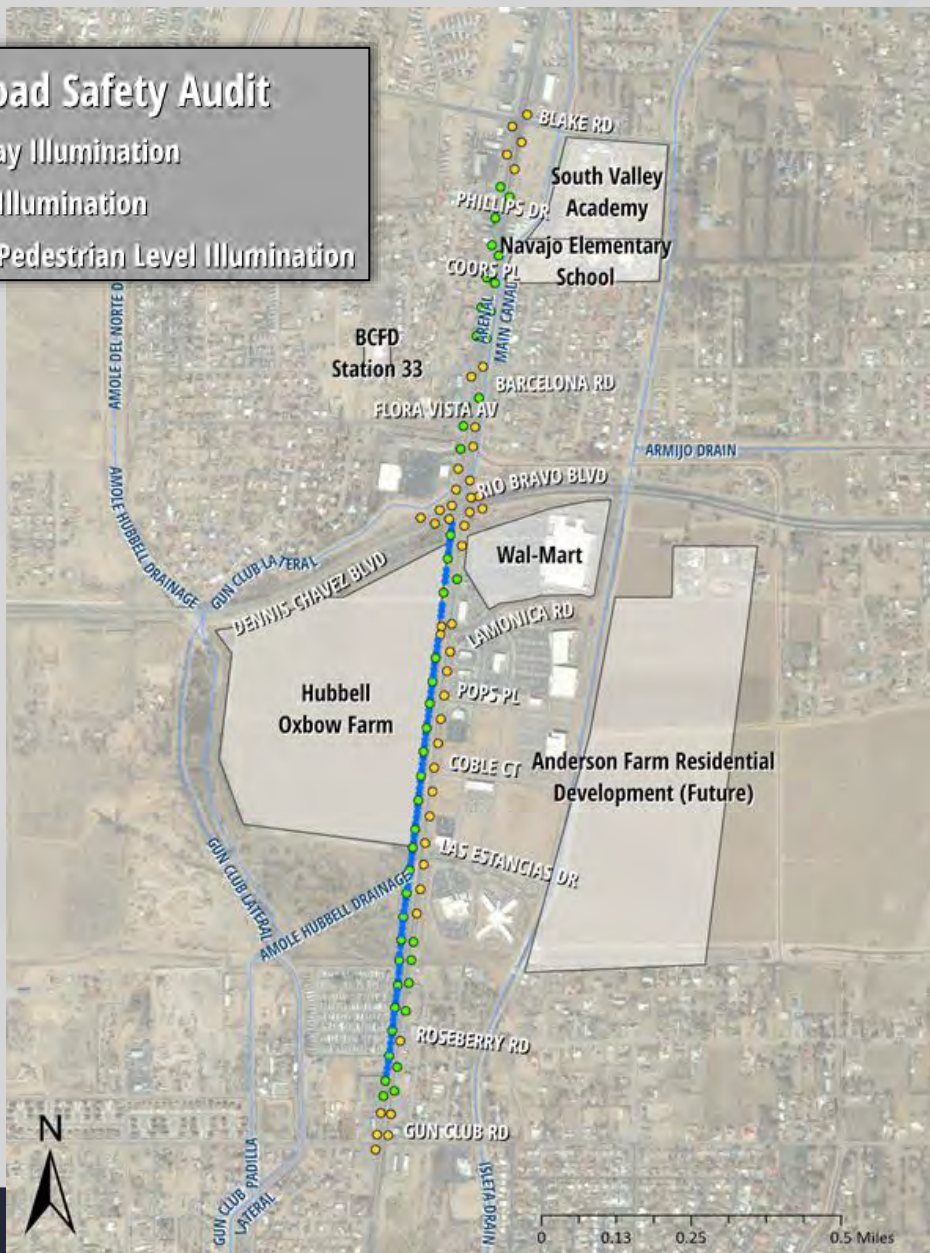 oad Safety Audit
ay Illumination
Illumination
Pedestrian Level Illumination
BLAKE RD
South Valley
Academy
PHILLIPS DR
Navajo Elementary
School
COORS PL
ARENAL
MAIN CANAL
AMOLE DEL NORTE D
BCFD
Station 33
BARCELONA RD
FLORA VISTA AV
ARMIJO DRAIN
RIO BRAVO BLVD
AMOLE HUBBELL DRAINAGE
GUN CLUB LATERAL
DENNIS CHAVEZ BLVD
Wal-Mart
LAMONICA RD
Hubbell
Oxbow Farm
POPS PL
COBLE CT
Anderson Farm Residential
Development (Future)
LAS ESTANCIAS DR
GUN CLUB LATERAL
AMOLE HUBBELL DRAINAGE
ROSEBERRY RD
N
GUN CLUB RD
GUN CLUB PADILLA
LATERAL
ISLETA DRAIN
0 0.13 0.25 0.5 Miles